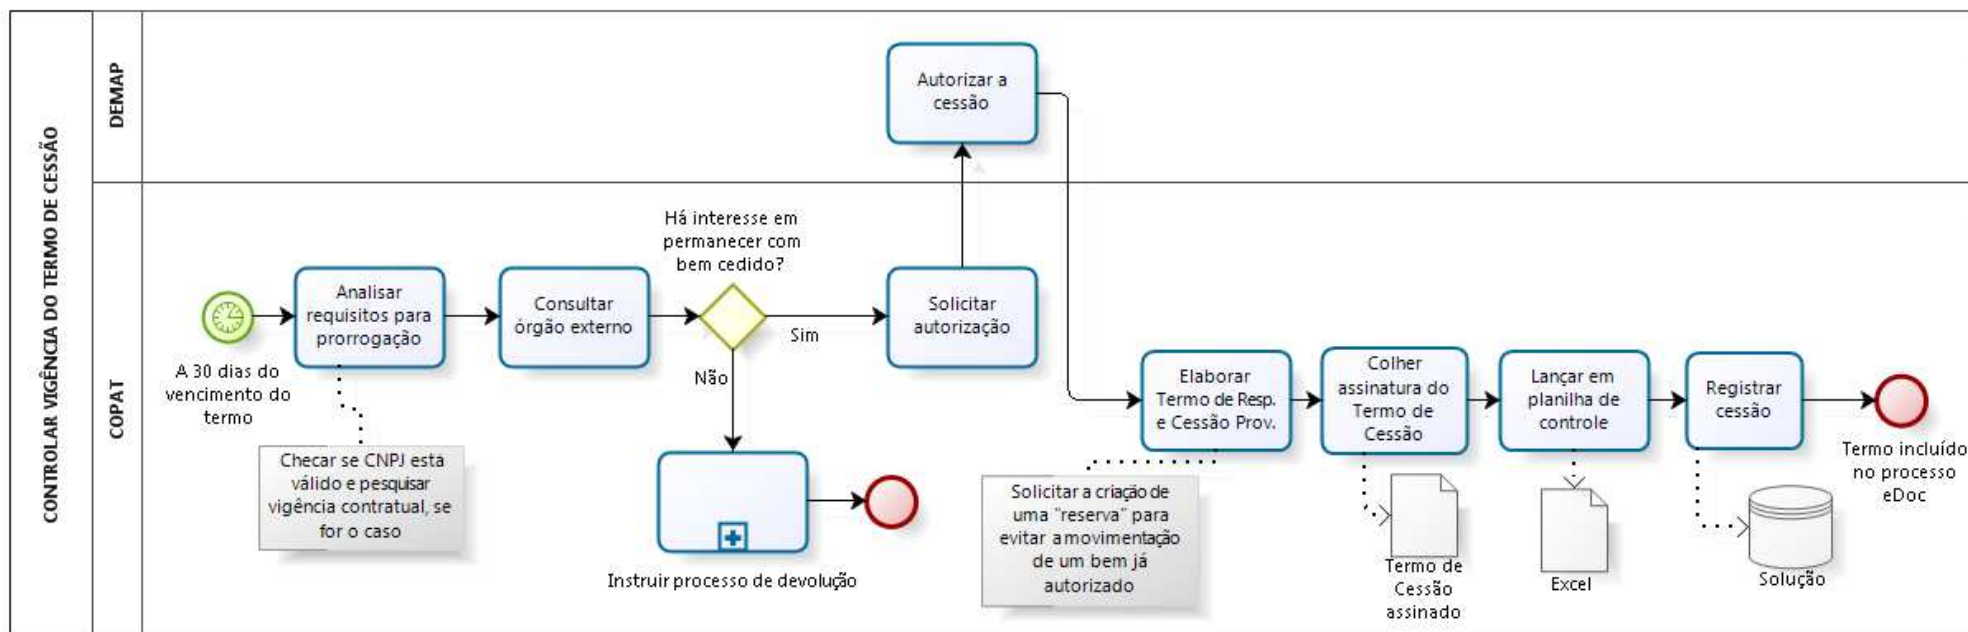 CONTROLAR VIGÊNCIA DO TERMO DE CESSÃO
DEMAP
Autorizar a
cessão
COPAT
A 30 dias do
vencimento do
termo
Analisar
requisitos para
prorrogação
Checar se CNPJ está
válido e pesquisar
vigência contratual, se
for o caso
Consultar
órgão externo
Há interesse em
permanecer com
bem cedido?
Sim
Não
Instruir processo de devolução
Solicitar
autorização
Elaborar
Termo de Resp.
e Cessão Prov.
Solicitar a criação de
uma "reserva" para
evitar a movimentação
de um bem já
autorizado
Colher
assinatura do
Termo de
Cessão
Termo de
Cessão
assinado
Lançar em
planilha de
controle
Excel
Registrar
cessão
Solução
Termo incluído
no processo
eDoc